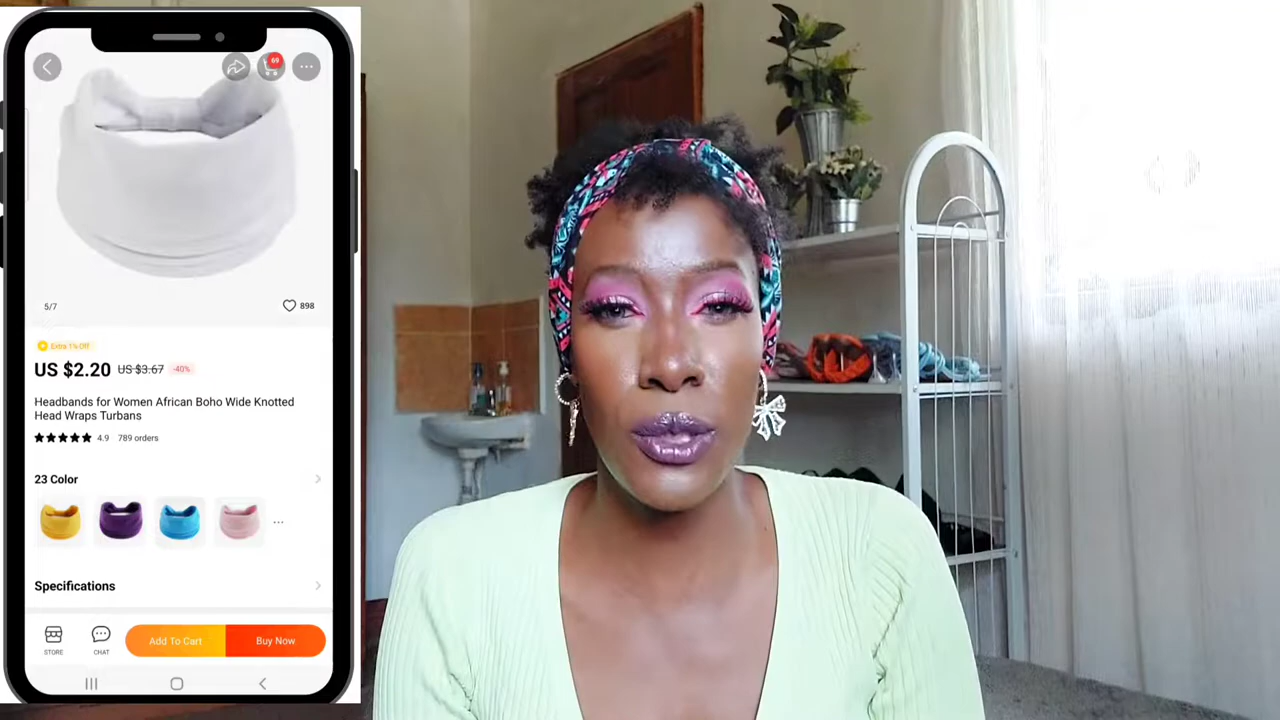 69
5/7
898
Extra 1% Off
US $2.20 US $3.67 -40%
Headbands for Women African Boho Wide Knotted
Head Wraps Turbans
4.9 789 orders
23 Color
...
Specifications
STORE
CHAT
Add To Cart
Buy Now